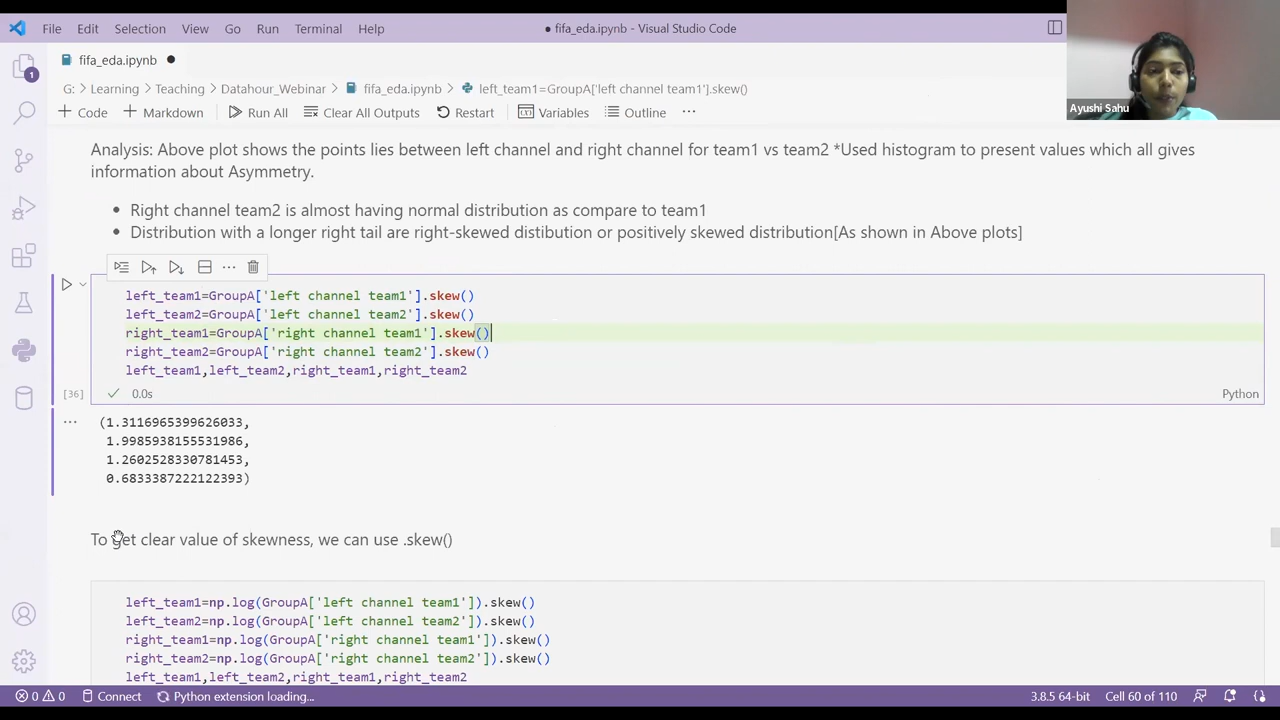 File Edit Selection View Go Run Terminal Help ● fifa_eda.ipynb - Visual Studio Code
fifa_eda.ipynb ●
Ayushi Sahu
G: > Learning > Teaching > Datahour_Webinar > fifa_eda.ipynb > left_team1=GroupA['left channel team1'].skew()
+ Code + Markdown Run All Clear All Outputs Restart Variables Outline ...
Analysis: Above plot shows the points lies between left channel and right channel for team1 vs team2 *Used histogram to present values which all gives
information about Asymmetry.
• Right channel team2 is almost having normal distribution as compare to team1
• Distribution with a longer right tail are right-skewed distibution or positively skewed distribution[As shown in Above plots]
left_team1=GroupA['left channel team1'].skew()
left_team2=GroupA['left channel team2'].skew()
right_team1=GroupA['right channel team1'].skew()
right_team2=GroupA['right channel team2'].skew()
left_team1,left_team2,right_team1,right_team2
[36] 0.0s Python
... (1.3116965399626033,
1.9985938155531986,
1.2602528330781453,
0.6833387222122393)
To get clear value of skewness, we can use .skew()
left_team1=np.log(GroupA['left channel team1']).skew()
left_team2=np.log(GroupA['left channel team2']).skew()
right_team1=np.log(GroupA['right channel team1']).skew()
right_team2=np.log(GroupA['right channel team2']).skew()
left_team1,left_team2,right_team1,right_team2
0 0 Connect Python extension loading... 3.8.5 64-bit Cell 60 of 110
1